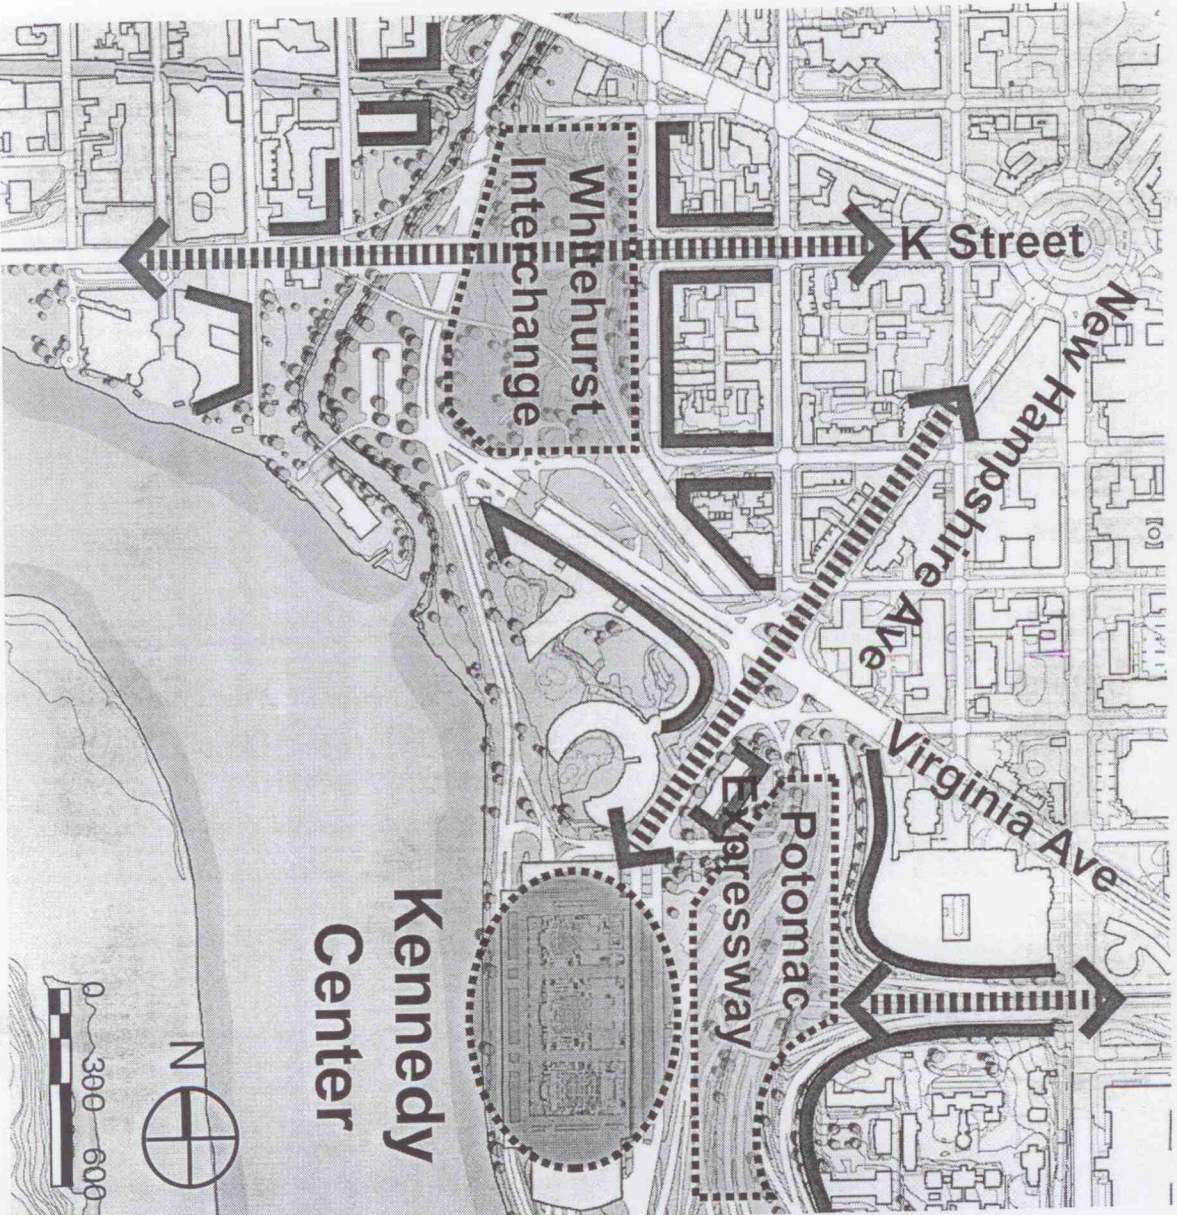 K Street
New Hampshire Ave
Whitehurst
Interchange
Virginia Ave
Potomac
Expressway
Kennedy
Center
N
0 300 600